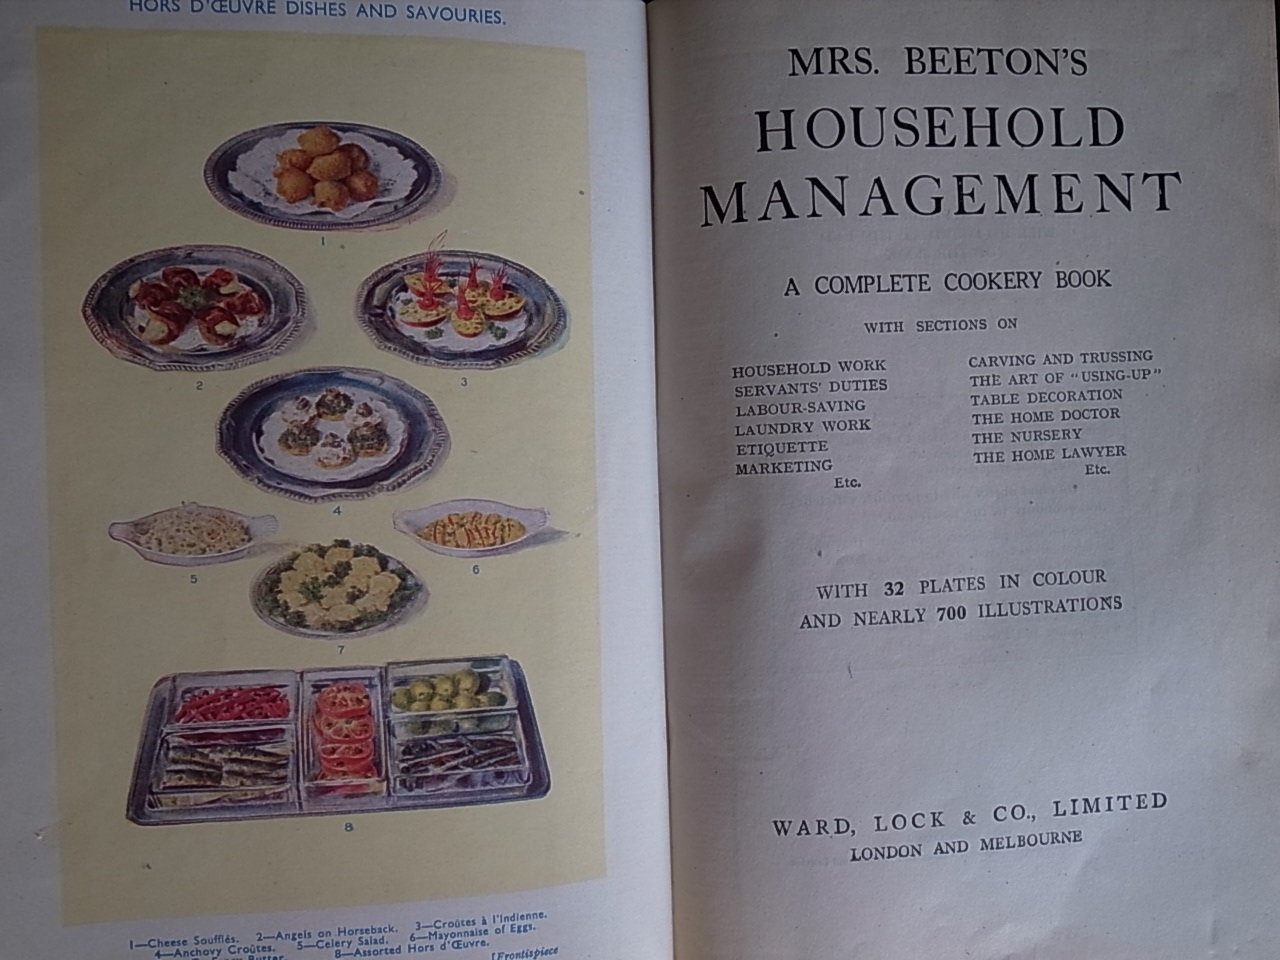 HORS D'ŒUVRE DISHES AND SAVOURIES.
1
2
3
4
5
6
7
8
1—Cheese Soufflés. 2—Angels on Horseback. 3—Croûtes à l'Indienne.
4—Anchovy Croûtes. 5—Celery Salad. 6—Mayonnaise of Eggs.
Butter. 8—Assorted Hors d'Œuvre.
[Frontispiece
MRS. BEETON'S
HOUSEHOLD
MANAGEMENT
A COMPLETE COOKERY BOOK
WITH SECTIONS ON
HOUSEHOLD WORK
SERVANTS' DUTIES
LABOUR-SAVING
LAUNDRY WORK
ETIQUETTE
MARKETING
Etc.
CARVING AND TRUSSING
THE ART OF "USING-UP"
TABLE DECORATION
THE HOME DOCTOR
THE NURSERY
THE HOME LAWYER
Etc.
WITH 32 PLATES IN COLOUR
AND NEARLY 700 ILLUSTRATIONS
WARD, LOCK & CO., LIMITED
LONDON AND MELBOURNE